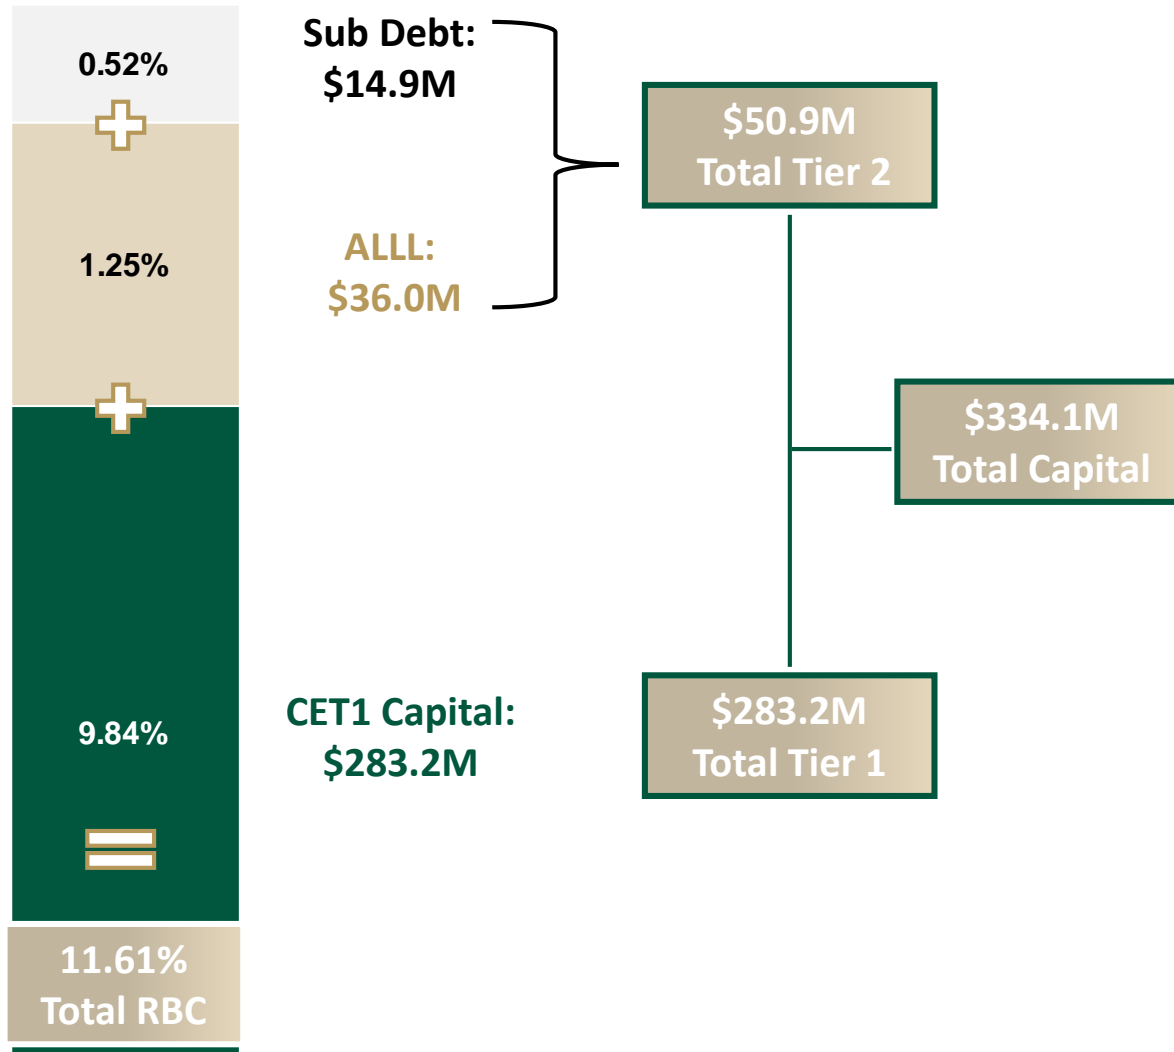 0.52%
Sub Debt:
$14.9M
$50.9M
Total Tier 2
1.25%
ALLL:
$36.0M
$334.1M
Total Capital
9.84%
CET1 Capital:
$283.2M
$283.2M
Total Tier 1
11.61%
Total RBC